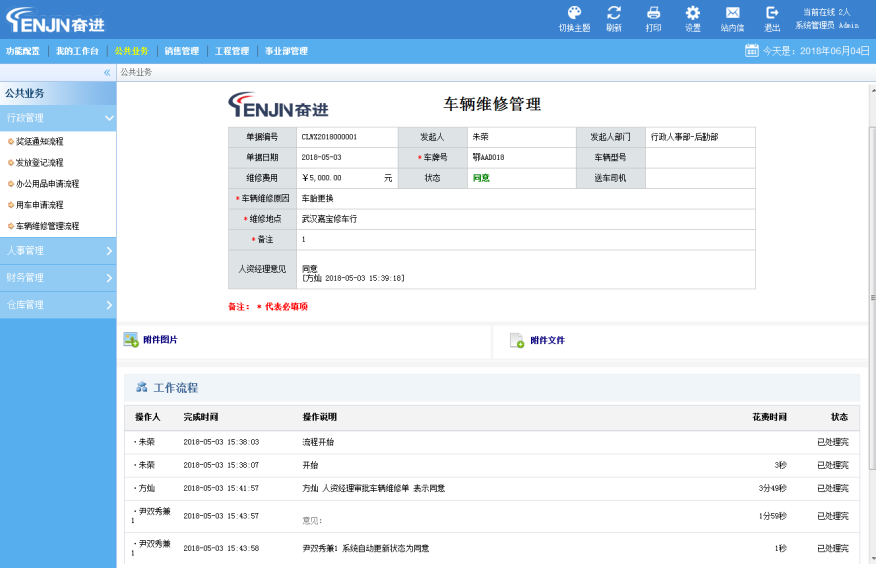 TENJIN奋进
切换主题 刷新 打印 设置 站内信 退出
当前在线 2人
系统管理员 Admin
功能配置 我的工作台 公共业务 销售管理 工程管理 事业部管理
今天是：2018年06月04日
«
公共业务
公共业务
行政管理
奖惩通知流程
发放登记流程
办公用品申请流程
用车申请流程
车辆维修管理流程
人事管理
财务管理
仓库管理
TENJIN奋进
车辆维修管理
单据编号 CLWX2018000001 发起人 朱荣 发起人部门 行政人事部-后勤部
单据日期 2018-05-03 * 车牌号 鄂AAD018 车辆型号
维修费用 ￥5,000.00 元 状态 同意 送车司机
* 车辆维修原因 车胎更换
* 维修地点 武汉嘉宝修车行
* 备注 1
人资经理意见 同意
[方灿 2018-05-03 15:39:18]
备注： * 代表必填项
附件图片 附件文件
工作流程
操作人 完成时间 操作说明 花费时间 状态
·朱荣 2018-05-03 15:38:03 流程开始 已处理完
·朱荣 2018-05-03 15:38:07 开始 3秒 已处理完
·方灿 2018-05-03 15:41:57 方灿 人资经理审批车辆维修单 表示同意 3分49秒 已处理完
·尹双秀兼1 2018-05-03 15:43:57 意见: 1分59秒 已处理完
·尹双秀兼1 2018-05-03 15:43:58 尹双秀兼1 系统自动更新状态为同意 1秒 已处理完